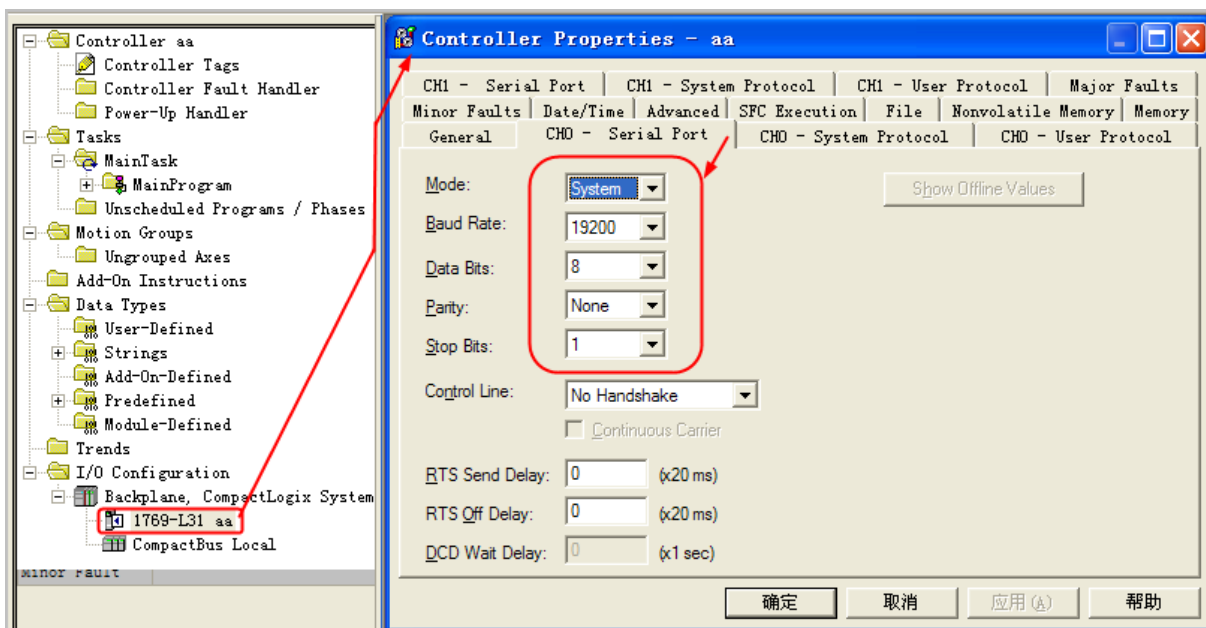 Controller aa
Controller Tags
Controller Fault Handler
Power-Up Handler
Tasks
MainTask
MainProgram
Unscheduled Programs / Phases
Motion Groups
Ungrouped Axes
Add-On Instructions
Data Types
User-Defined
Strings
Add-On-Defined
Predefined
Module-Defined
Trends
I/O Configuration
Backplane, CompactLogix System
1769-L31 aa
CompactBus Local
Minor Fault
Controller Properties - aa
CH1 - Serial Port CH1 - System Protocol CH1 - User Protocol Major Faults
Minor Faults Date/Time Advanced SFC Execution File Nonvolatile Memory Memory
General CH0 - Serial Port CH0 - System Protocol CH0 - User Protocol
Mode: System Show Offline Values
Baud Rate: 19200
Data Bits: 8
Parity: None
Stop Bits: 1
Control Line: No Handshake
Continuous Carrier
RTS Send Delay: 0 (x20 ms)
RTS Off Delay: 0 (x20 ms)
DCD Wait Delay: 0 (x1 sec)
确定 取消 应用(A) 帮助